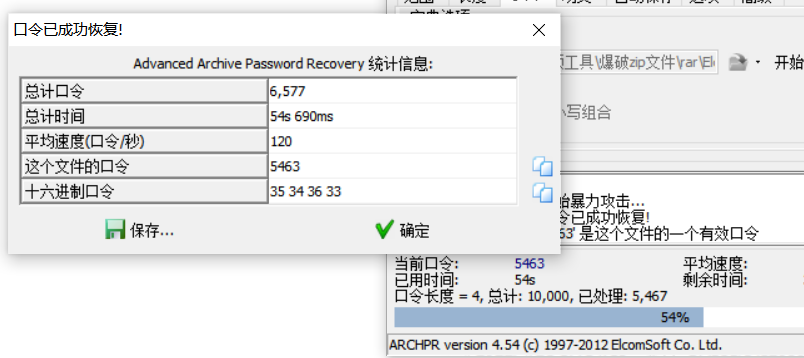 口令已成功恢复!
Advanced Archive Password Recovery 统计信息:
总计口令 6,577
总计时间 54s 690ms
平均速度(口令/秒) 120
这个文件的口令 5463
十六进制口令 35 34 36 33
保存... 确定
工具\爆破zip文件\rar\El
开始
小写组合
暴力攻击...
令已成功恢复!
63' 是这个文件的一个有效口令
当前口令: 5463 平均速度:
已用时间: 54s 剩余时间:
口令长度 = 4, 总计: 10,000, 已处理: 5,467
54%
ARCHPR version 4.54 (c) 1997-2012 ElcomSoft Co. Ltd.